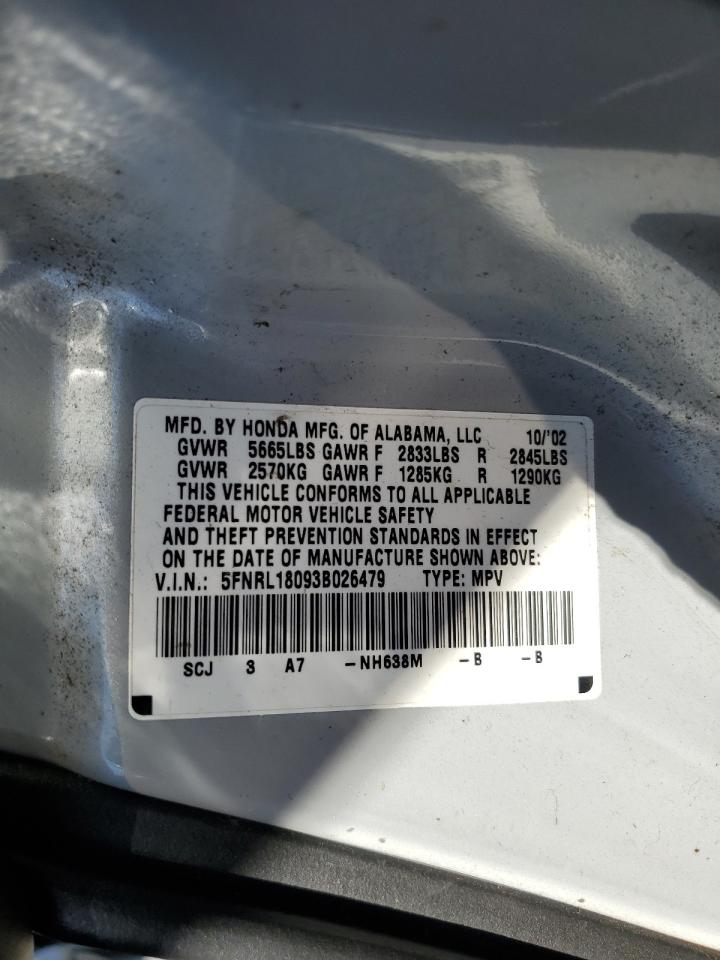 MFD. BY HONDA MFG. OF ALABAMA, LLC 10/'02
GVWR 5665LBS GAWR F 2833LBS R 2845LBS
GVWR 2570KG GAWR F 1285KG R 1290KG
THIS VEHICLE CONFORMS TO ALL APPLICABLE
FEDERAL MOTOR VEHICLE SAFETY
AND THEFT PREVENTION STANDARDS IN EFFECT
ON THE DATE OF MANUFACTURE SHOWN ABOVE:
V.I.N.: 5FNRL18093B026479 TYPE: MPV
SCJ 3 A7 -NH638M -B -B